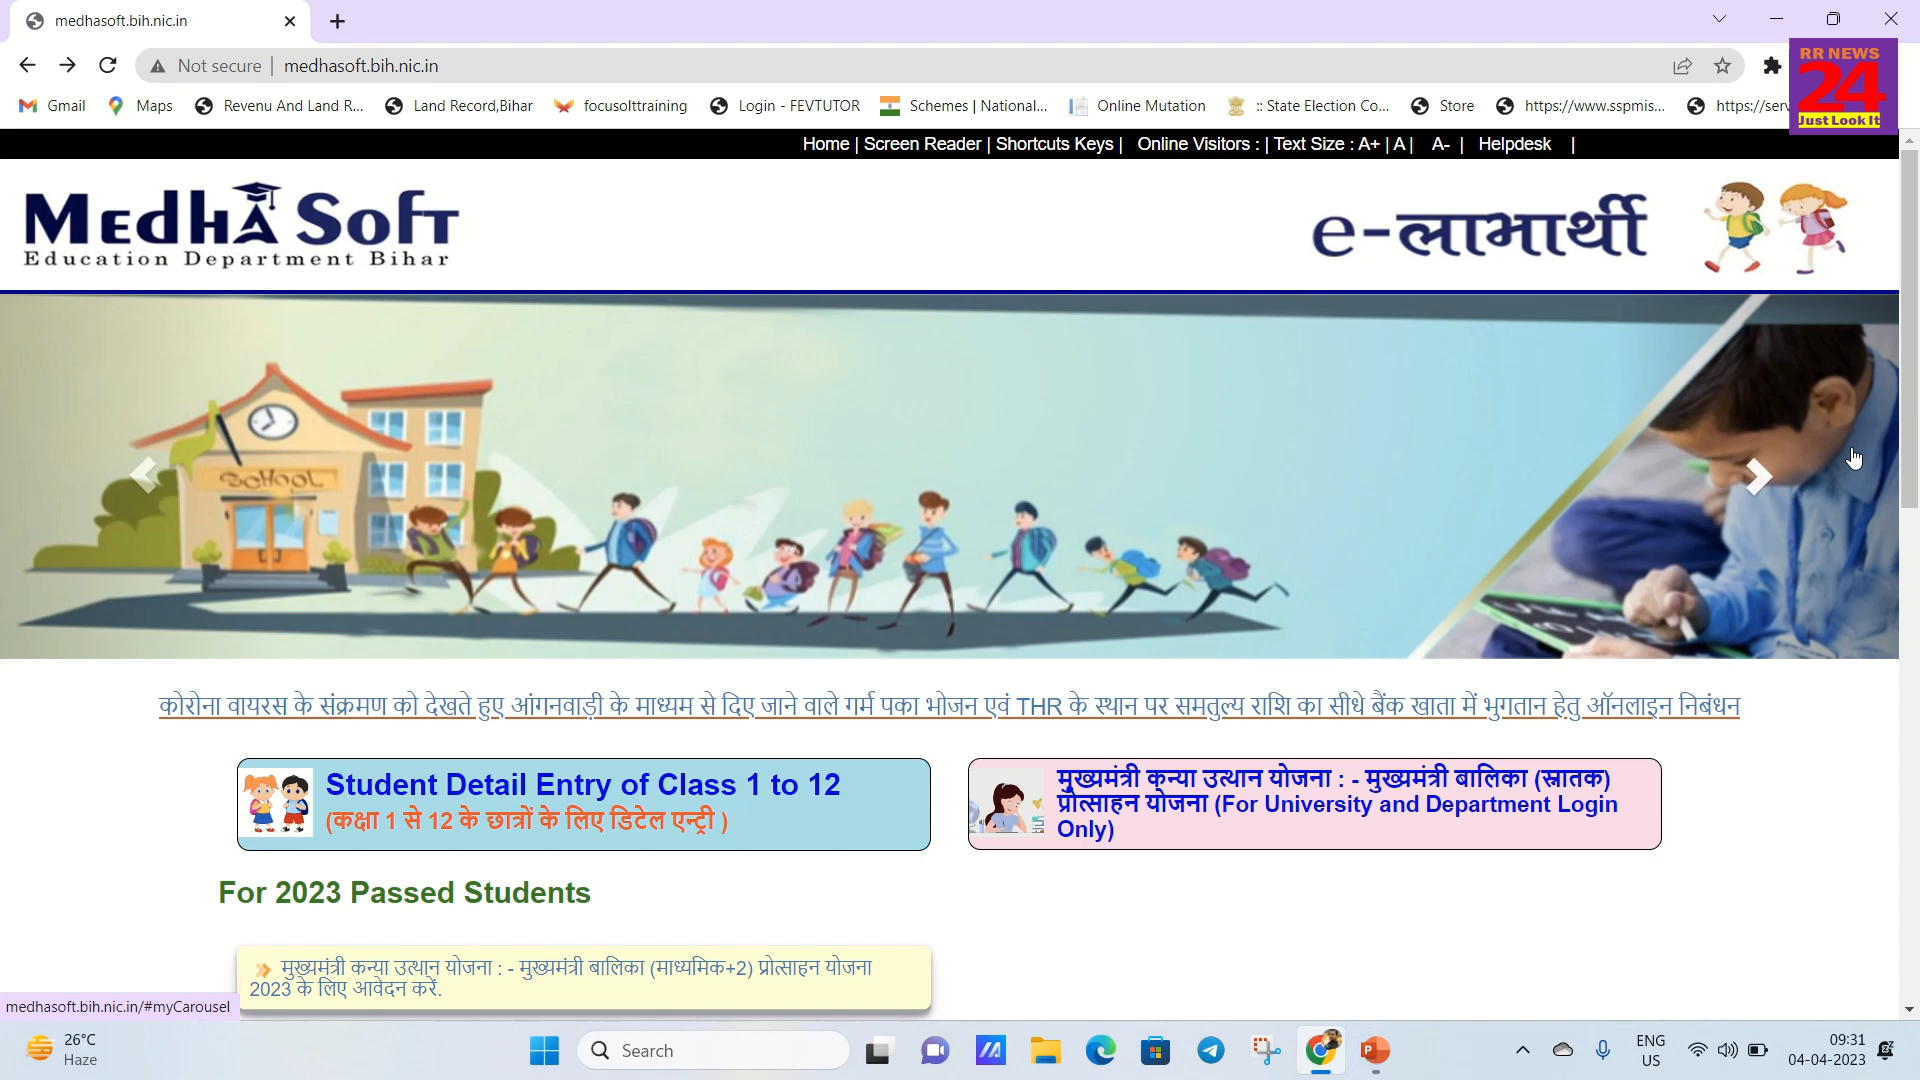 medhasoft.bih.nic.in
Not secure | medhasoft.bih.nic.in
Gmail Maps Revenu And Land R... Land Record,Bihar focusolttraining Login - FEVTUTOR Schemes | National... Online Mutation :: State Election Co... Store https://www.sspmis... https://serv
RR NEWS
24
Just Look It
Home | Screen Reader | Shortcuts Keys | Online Visitors : | Text Size : A+ | A | A- | Helpdesk |
MEDHA SOFT
Education Department Bihar
e-लाभार्थी
SCHOOL
कोरोना वायरस के संक्रमण को देखते हुए आंगनवाड़ी के माध्यम से दिए जाने वाले गर्म पका भोजन एवं THR के स्थान पर समतुल्य राशि का सीधे बैंक खाता में भुगतान हेतु ऑनलाइन निबंधन
Student Detail Entry of Class 1 to 12
(कक्षा 1 से 12 के छात्रों के लिए डिटेल एन्ट्री )
मुख्यमंत्री कन्या उत्थान योजना : - मुख्यमंत्री बालिका (स्नातक)
प्रोत्साहन योजना (For University and Department Login
Only)
For 2023 Passed Students
मुख्यमंत्री कन्या उत्थान योजना : - मुख्यमंत्री बालिका (माध्यमिक+2) प्रोत्साहन योजना
2023 के लिए आवेदन करें.
medhasoft.bih.nic.in/#myCarousel
26°C
Haze
Search
ENG
US
09:31
04-04-2023